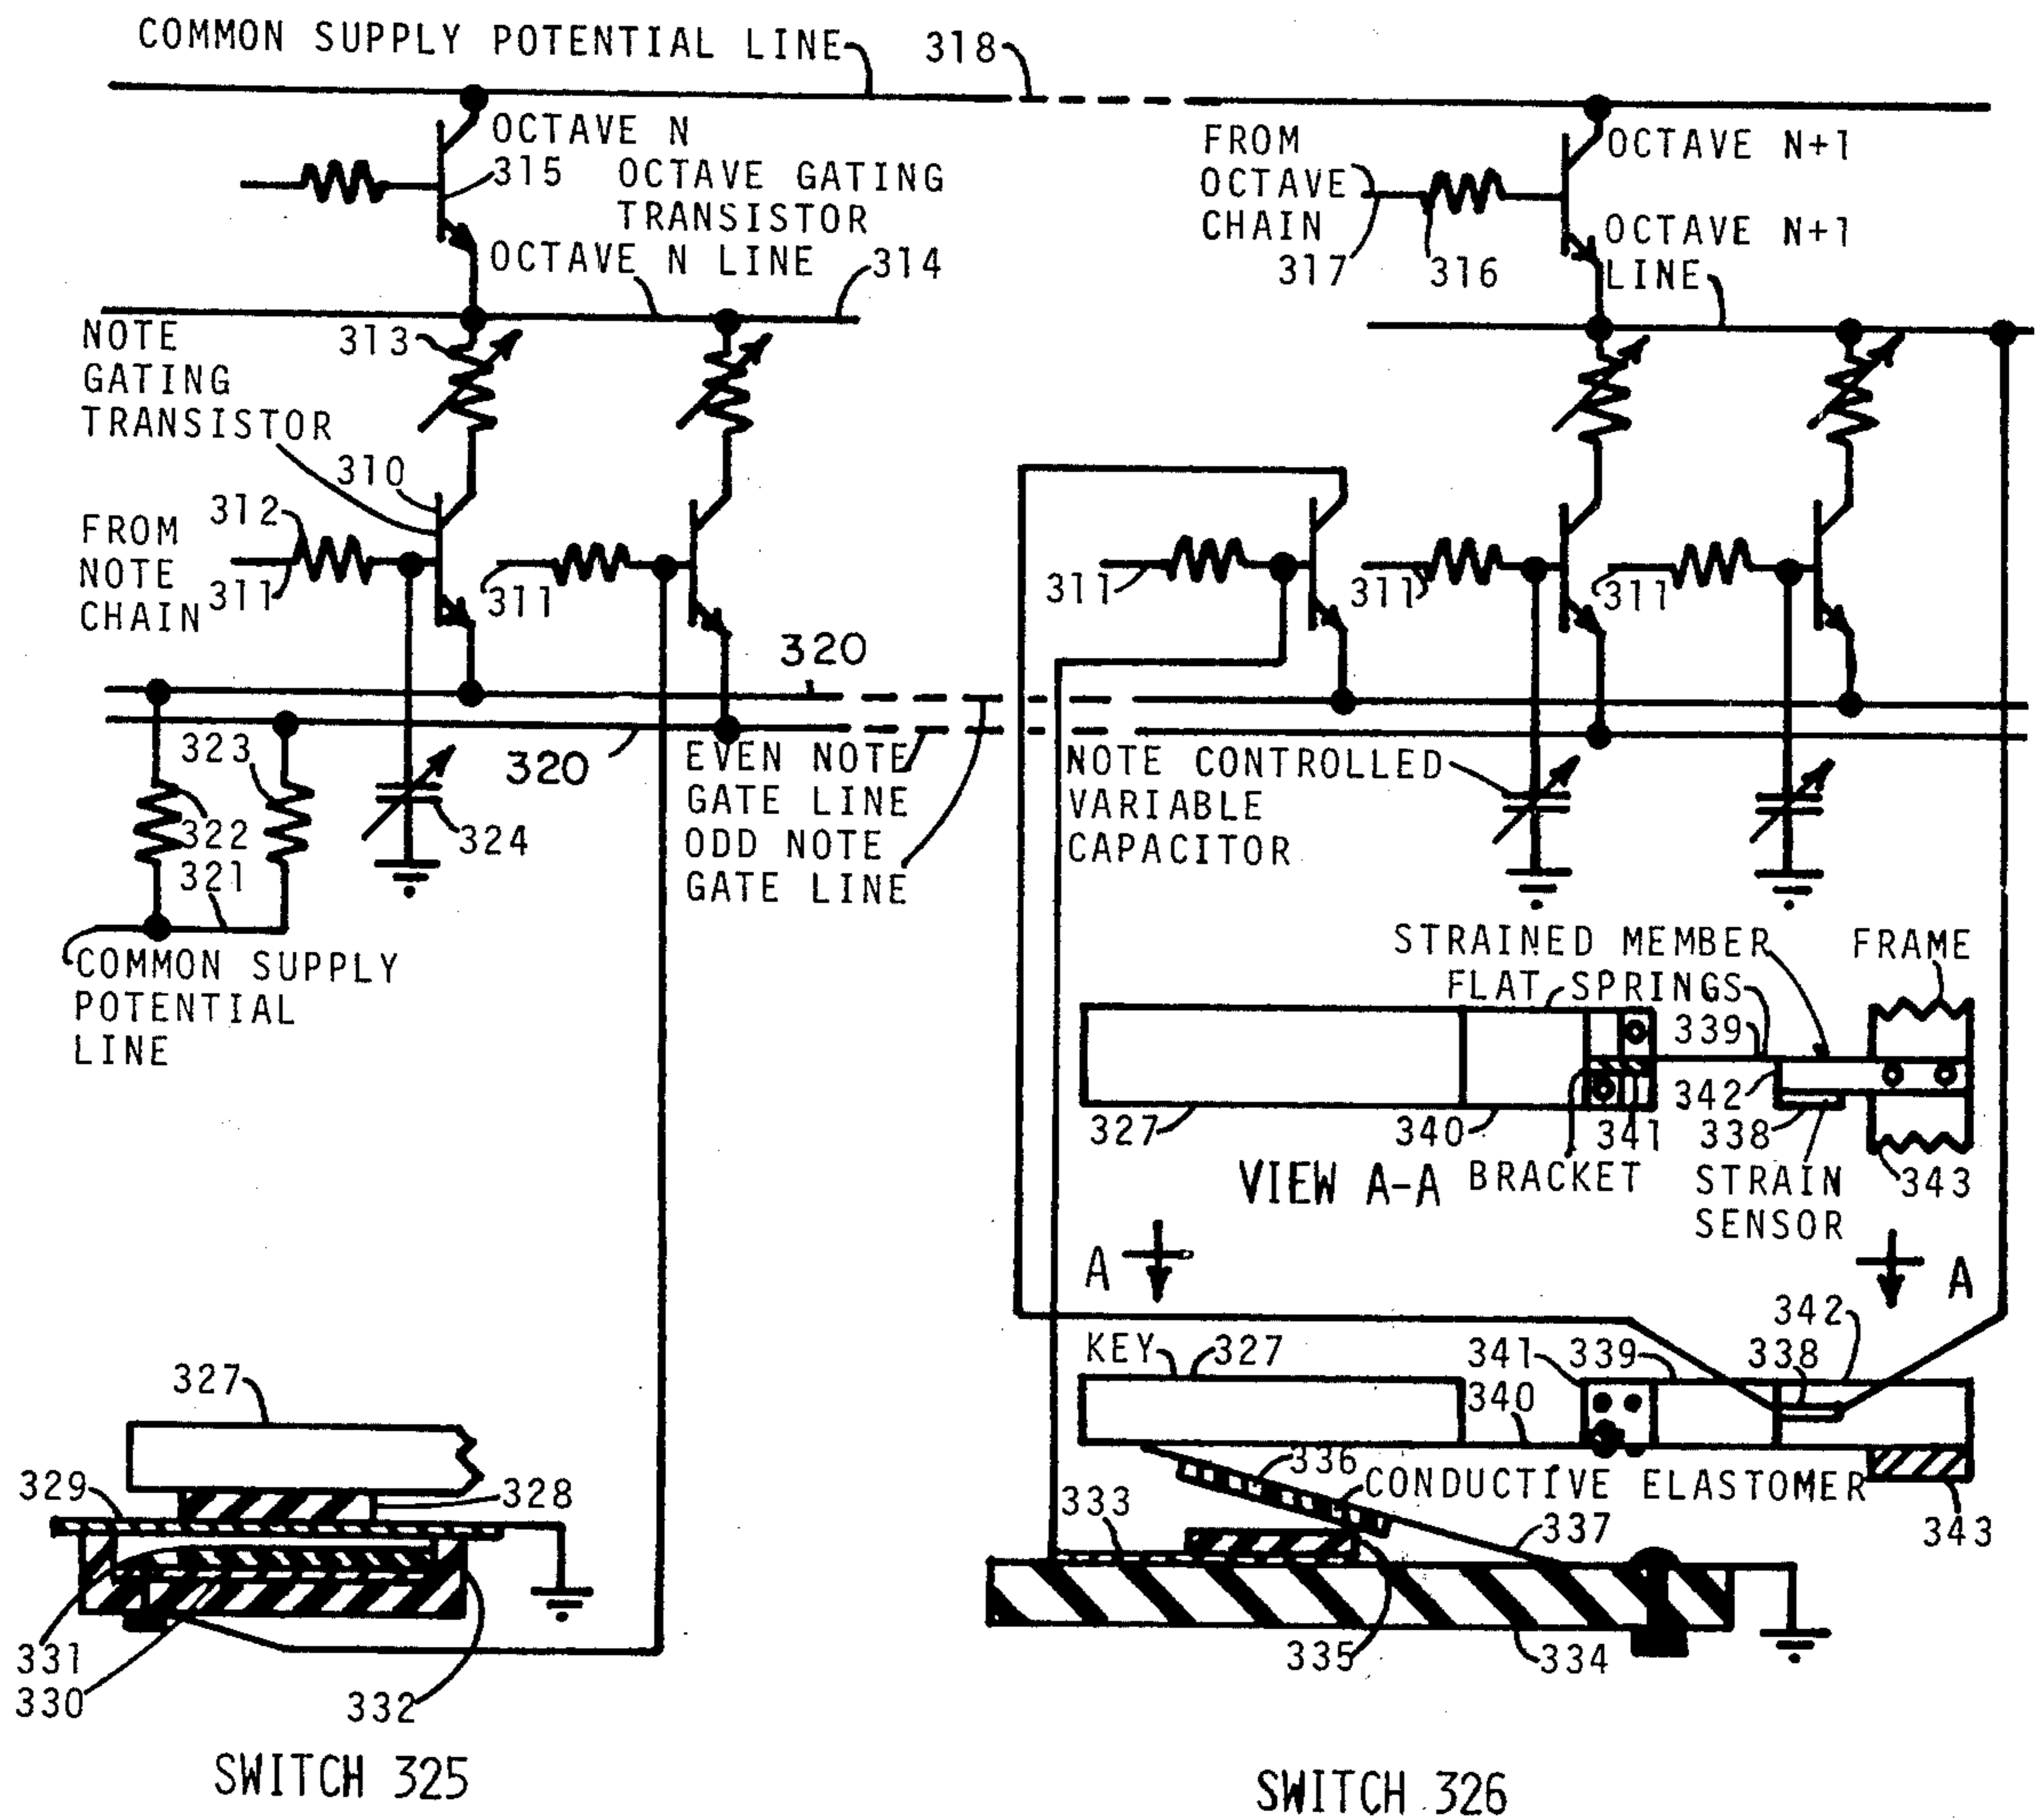 COMMON SUPPLY POTENTIAL LINE
318
OCTAVE N
315 OCTAVE GATING
TRANSISTOR
OCTAVE N LINE
314
FROM
OCTAVE
CHAIN
317
316
OCTAVE N+1
OCTAVE N+1
LINE
NOTE
GATING
TRANSISTOR
313
310
312
FROM
NOTE
CHAIN
311
311
311
311
311
320
320
323
322
321
324
EVEN NOTE
GATE LINE
ODD NOTE
GATE LINE
NOTE CONTROLLED
VARIABLE
CAPACITOR
COMMON SUPPLY
POTENTIAL
LINE
STRAINED MEMBER
FRAME
FLAT SPRINGS
339
342
327
340
341
338
VIEW A-A
BRACKET
STRAIN
SENSOR
343
A
A
342
KEY
327
341
339
338
340
336
CONDUCTIVE ELASTOMER
333
337
343
335
334
327
329
328
331
330
332
SWITCH 325
SWITCH 326